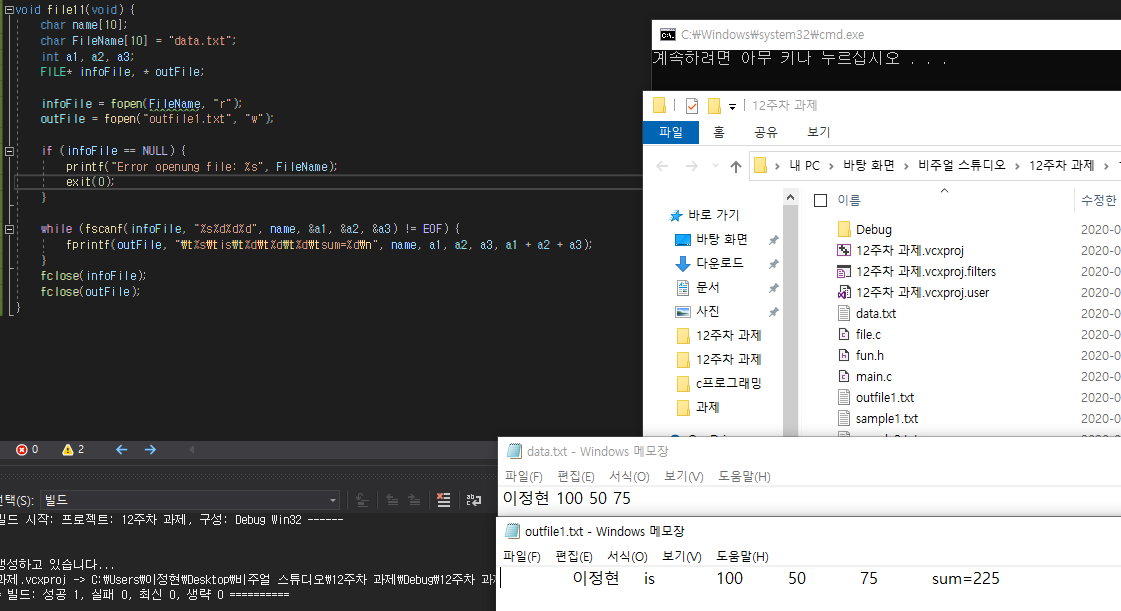 void file11(void) {
char name[10];
char FileName[10] = "data.txt";
int a1, a2, a3;
FILE* infoFile, * outFile;
infoFile = fopen(FileName, "r");
outFile = fopen("outfile1.txt", "w");
if (infoFile == NULL) {
printf("Error openung file: %s", FileName);
exit(0);
}
while (fscanf(infoFile, "%s%d%d%d", name, &a1, &a2, &a3) != EOF) {
fprintf(outFile, "₩t%s₩tis₩t%d₩t%d₩t%d₩tsum=%d₩n", name, a1, a2, a3, a1 + a2 + a3);
}
fclose(infoFile);
fclose(outFile);
}
0 2
선택(S): 빌드
빌드 시작: 프로젝트: 12주차 과제, 구성: Debug Win32 ------
생성하고 있습니다...
과제.vcxproj -> C:₩Users₩이정현₩Desktop₩비주얼 스튜디오₩12주차 과제₩Debug₩12주차 과
빌드: 성공 1, 실패 0, 최신 0, 생략 0 ==========
C:₩Windows₩system32₩cmd.exe
계속하려면 아무 키나 누르십시오 . . .
12주차 과제
파일 홈 공유 보기
내 PC > 바탕 화면 > 비주얼 스튜디오 > 12주차 과제 >
바로 가기
바탕 화면
다운로드
문서
사진
12주차 과제
12주차 과제
c프로그래밍
과제
이름 수정한
Debug 2020-0
12주차 과제.vcxproj 2020-0
12주차 과제.vcxproj.filters 2020-0
12주차 과제.vcxproj.user 2020-0
data.txt 2020-0
file.c 2020-0
fun.h 2020-0
main.c 2020-0
outfile1.txt 2020-0
sample1.txt 2020-0
data.txt - Windows 메모장
파일(F) 편집(E) 서식(O) 보기(V) 도움말(H)
이정현 100 50 75
outfile1.txt - Windows 메모장
파일(F) 편집(E) 서식(O) 보기(V) 도움말(H)
이정현 is 100 50 75 sum=225